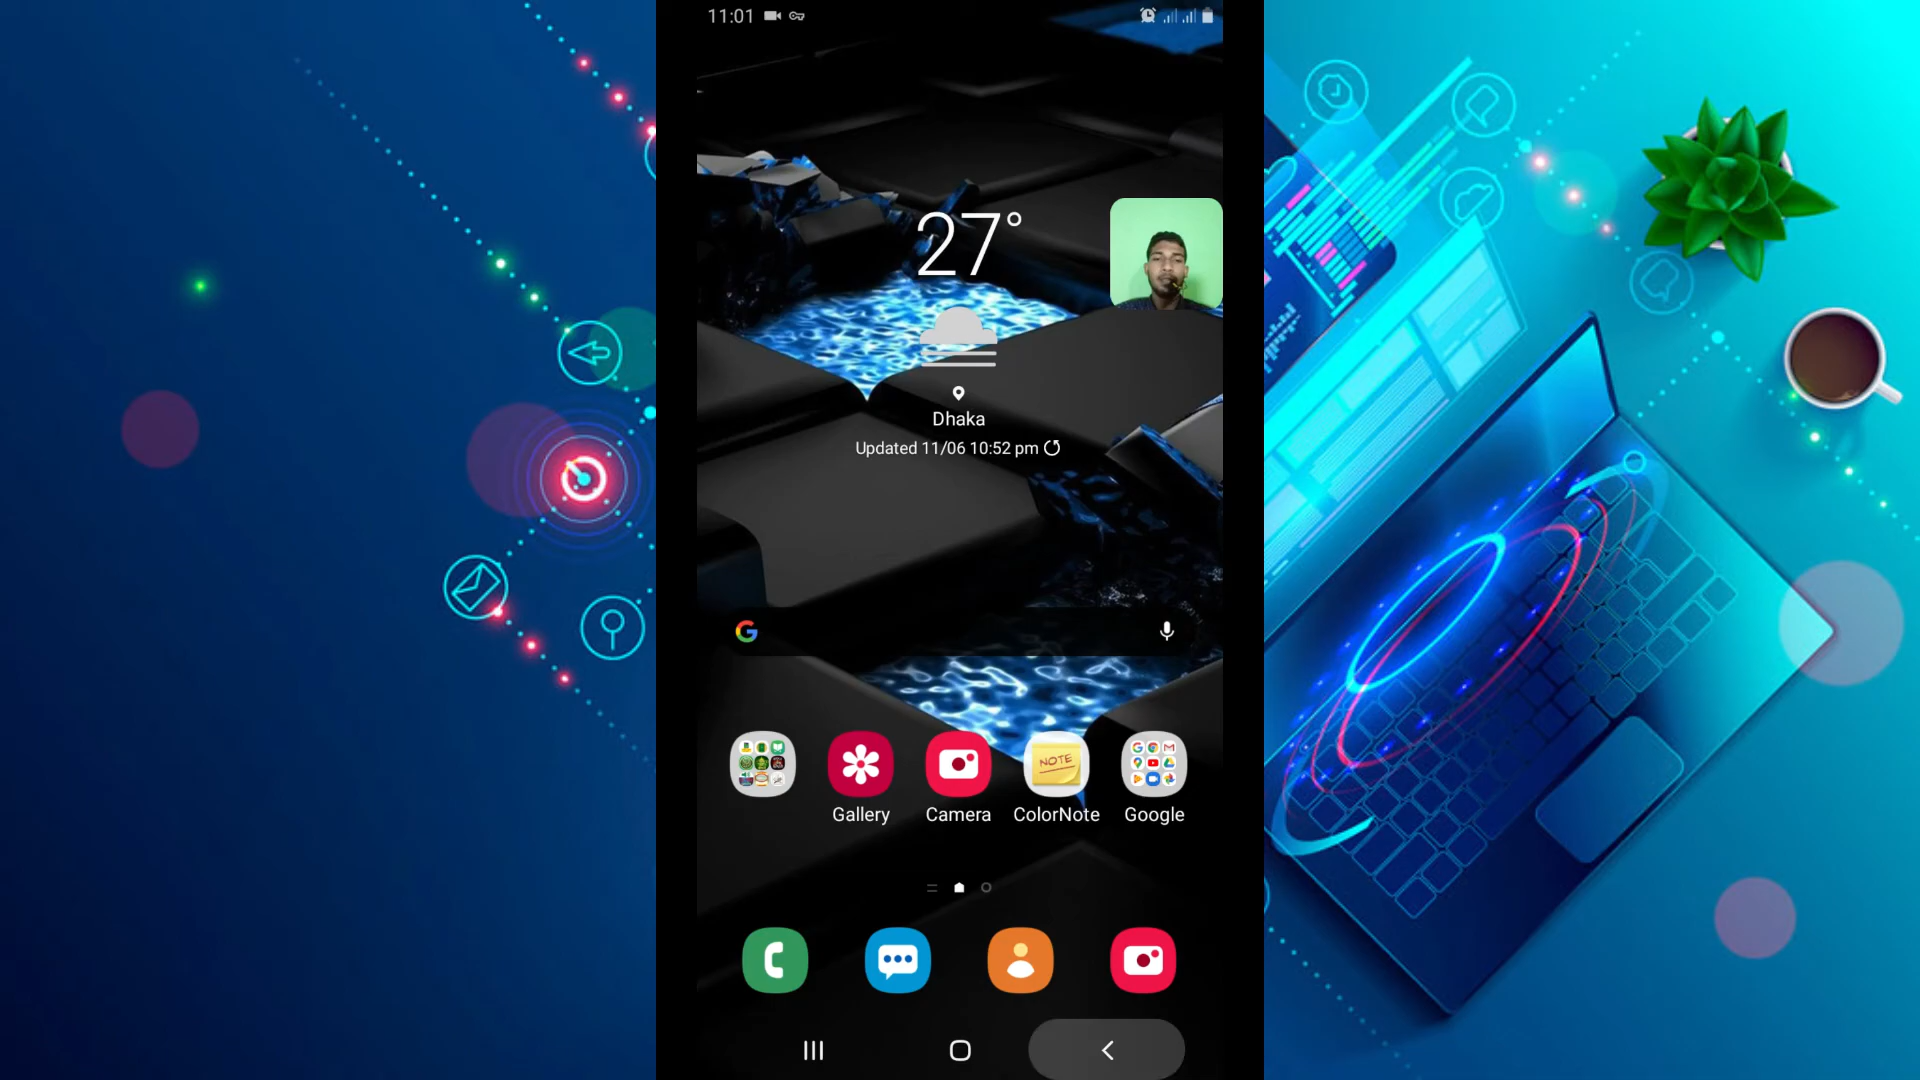 11:01
27°
Dhaka
Updated 11/06 10:52 pm
NOTE
Gallery
Camera
ColorNote
Google